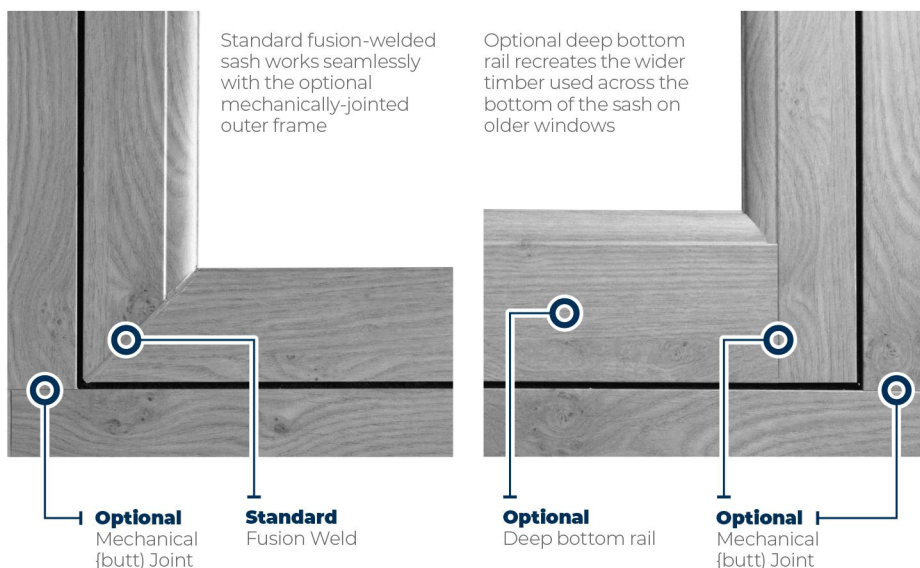 Standard fusion-welded
sash works seamlessly
with the optional
mechanically-jointed
outer frame
Optional deep bottom
rail recreates the wider
timber used across the
bottom of the sash on
older windows
Optional
Mechanical
{butt) Joint
Standard
Fusion Weld
Optional
Deep bottom rail
Optional
Mechanical
{butt) Joint